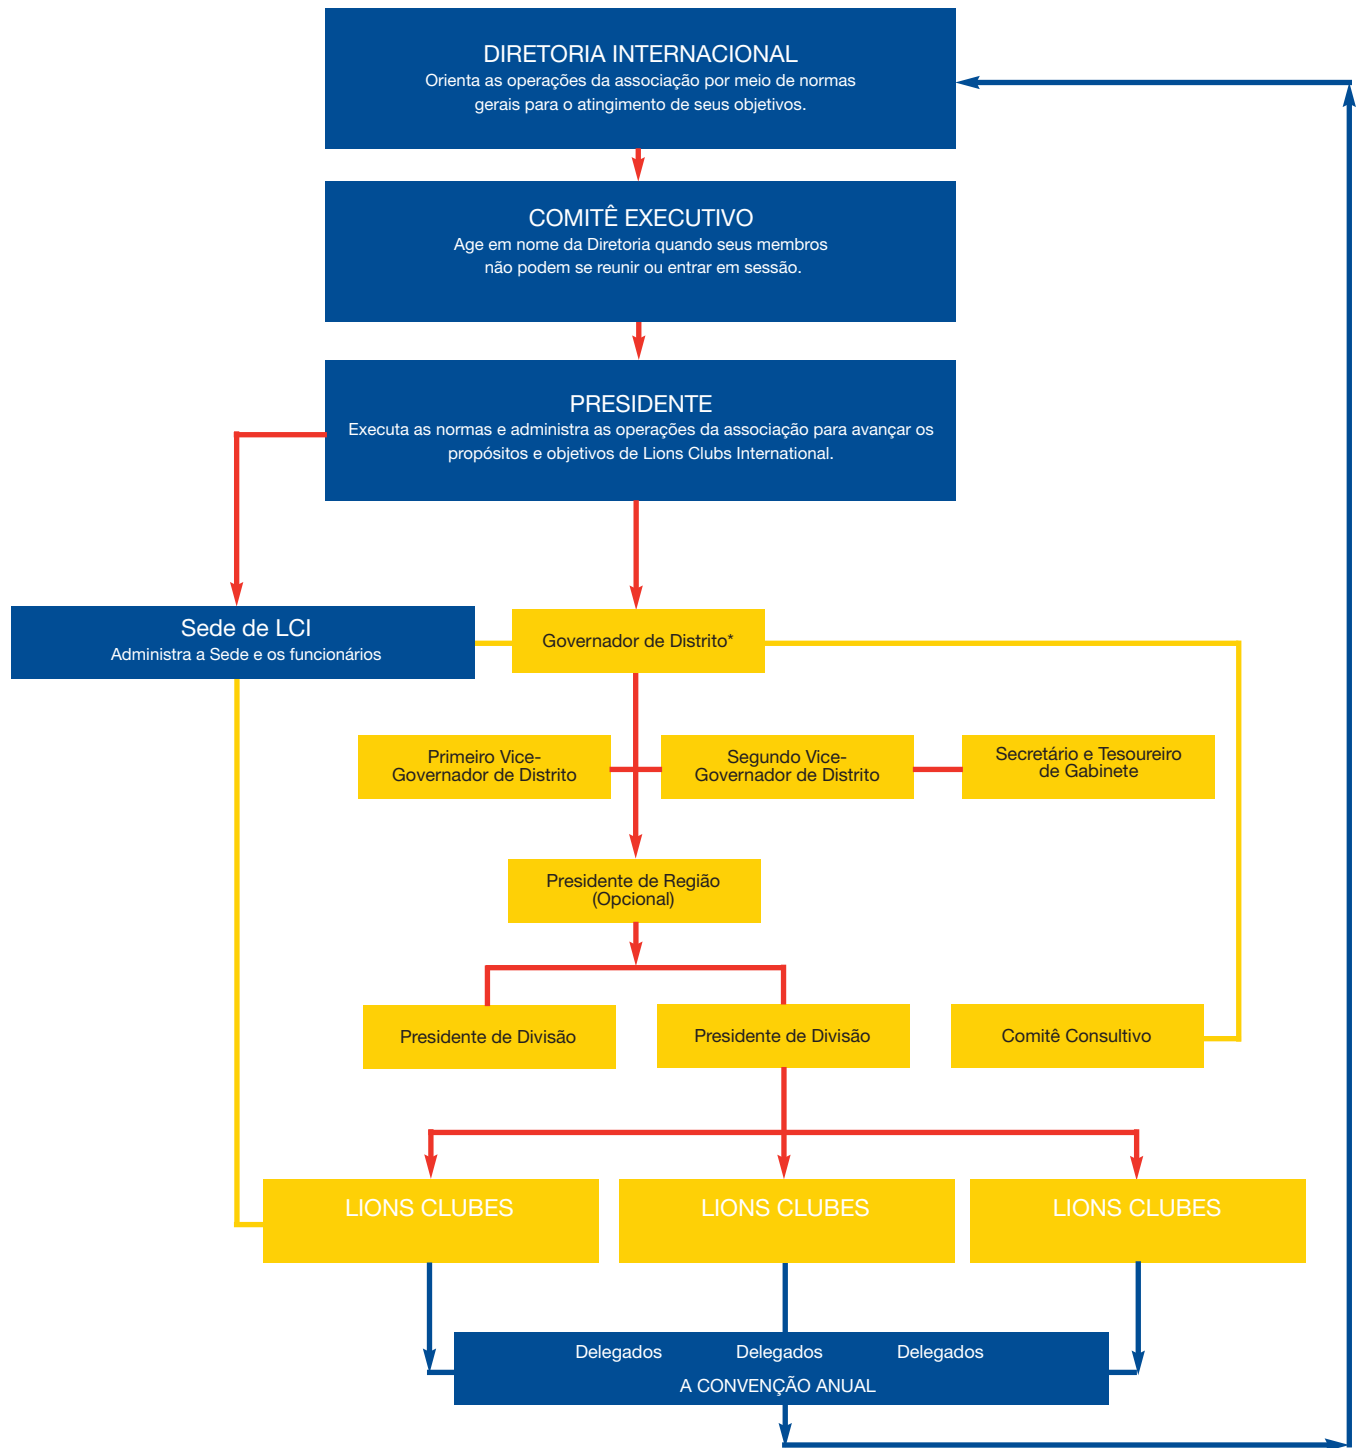 DIRETORIA INTERNACIONAL
Orienta as operações da associação por meio de normas
gerais para o atingimento de seus objetivos.
COMITÊ EXECUTIVO
Age em nome da Diretoria quando seus membros
não podem se reunir ou entrar em sessão.
PRESIDENTE
Executa as normas e administra as operações da associação para avançar os
propósitos e objetivos de Lions Clubs International.
Sede de LCI
Administra a Sede e os funcionários
Governador de Distrito*
Primeiro Vice-
Governador de Distrito
Segundo Vice-
Governador de Distrito
Secretário e Tesoureiro
de Gabinete
Presidente de Região
(Opcional)
Presidente de Divisão
Presidente de Divisão
Comitê Consultivo
LIONS CLUBES
LIONS CLUBES
LIONS CLUBES
Delegados
Delegados
Delegados
A CONVENÇÃO ANUAL